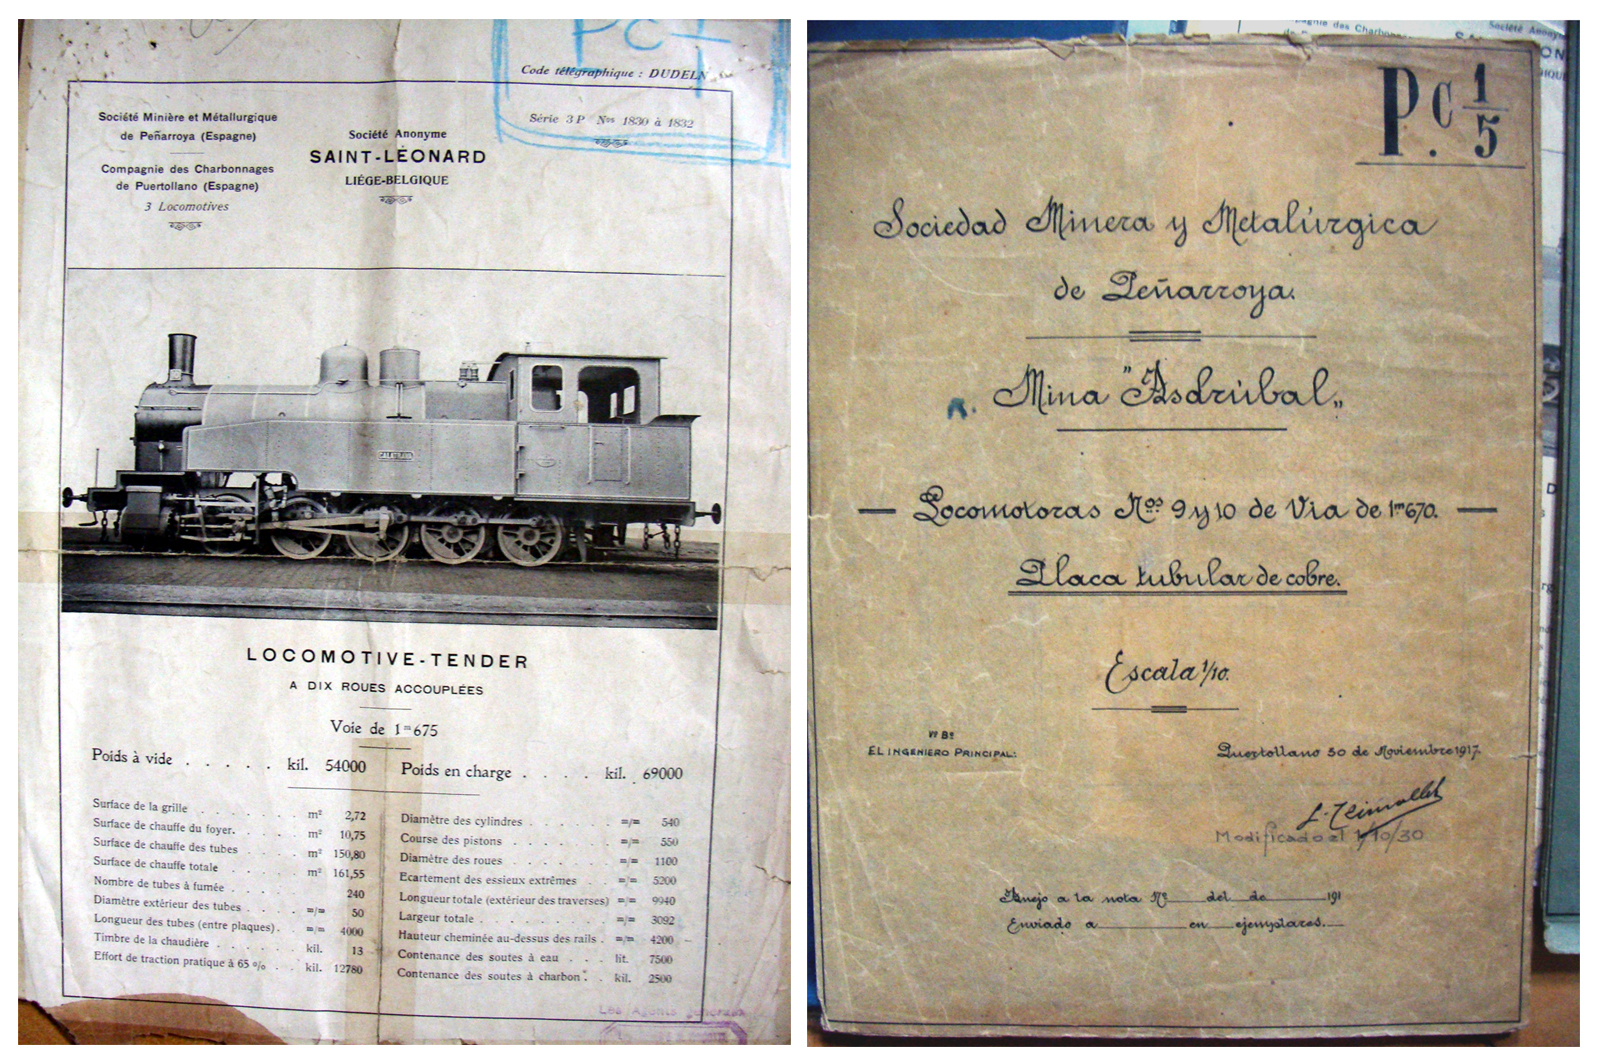 Pc 1
Code télégraphique : DUDELN
Société Minière et Métallurgique
de Peñarroya (Espagne)
Compagnie des Charbonnages
de Puertollano (Espagne)
3 Locomotives
Société Anonyme
SAINT-LÉONARD
LIÉGE-BELGIQUE
Série 3 P Nos 1830 à 1832
CALATRAVA
LOCOMOTIVE-TENDER
A DIX ROUES ACCOUPLÉES
Voie de 1m675
Poids à vide . . . . . kil. 54000
Poids en charge . . . . kil. 69000
Surface de la grille . . . . . . m² 2,72
Surface de chauffe du foyer. . . . . m² 10,75
Surface de chauffe des tubes . . . . m² 150,80
Surface de chauffe totale . . . . m² 161,55
Nombre de tubes à fumée . . . . 240
Diamètre extérieur des tubes . . . . m/m 50
Longueur des tubes (entre plaques) . . m/m 4000
Timbre de la chaudière . . . . . kil. 13
Effort de traction pratique à 65 % . . kil. 12780
Diamètre des cylindres . . . . . m/m 540
Course des pistons . . . . . . m/m 550
Diamètre des roues . . . . . . m/m 1100
Ecartement des essieux extrêmes . . m/m 5200
Longueur totale (extérieur des traverses) m/m 9940
Largeur totale . . . . . . . m/m 3092
Hauteur cheminée au-dessus des rails . m/m 4200
Contenance des soutes à eau . . . lit. 7500
Contenance des soutes à charbon . . kil. 2500
Les Agents Généraux
P.c 1/5
Sociedad Minera y Metalúrgica
de Peñarroya.
Mina "Asdrúbal„
Locomotoras Nos. 9 y 10 de Via de 1m670.
Placa tubular de cobre.
Escala 1/10.
Vº Bº
EL INGENIERO PRINCIPAL:
Puertollano 30 de Noviembre 1917.
Modificado el 1/10/30
Anejo a la nota Nº del de 191
Enviado a en ejemplares.